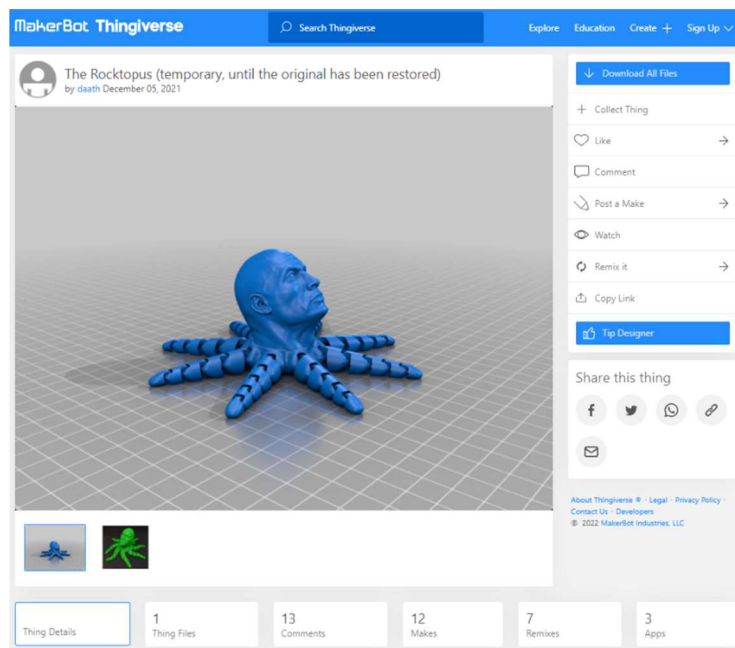 MakerBot Thingiverse
Search Thingiverse
Explore
Education
Create +
Sign Up
The Rocktopus (temporary, until the original has been restored)
by daath December 05, 2021
Download All Files
Collect Thing
Like
Comment
Post a Make
Watch
Remix it
Copy Link
Tip Designer
Share this thing
About Thingiverse ® · Legal · Privacy Policy ·
Contact Us · Developers
© 2022 MakerBot Industries, LLC
Thing Details
1
Thing Files
13
Comments
12
Makes
7
Remixes
3
Apps